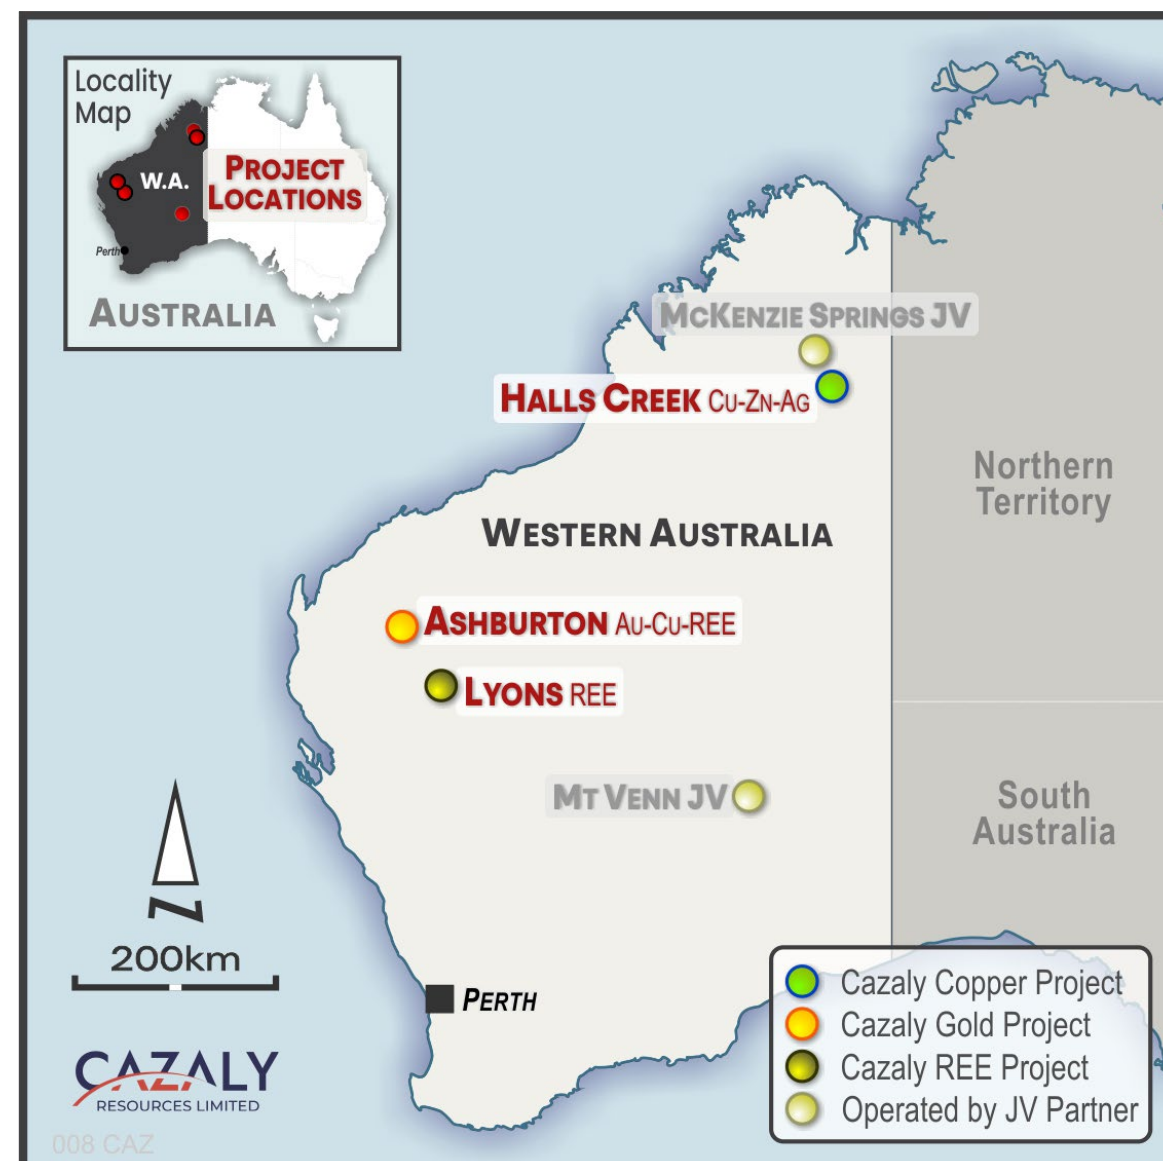 Locality
Map
W.A.
PROJECT
LOCATIONS
Perth
AUSTRALIA
MCKENZIE SPRINGS JV
HALLS CREEK CU-ZN-AG
Northern
Territory
WESTERN AUSTRALIA
ASHBURTON AU-CU-REE
LYONS REE
MT VENN JV
South
Australia
N
200km
PERTH
Cazaly Copper Project
Cazaly Gold Project
Cazaly REE Project
Operated by JV Partner
CAZALY
RESOURCES LIMITED
008 CAZ